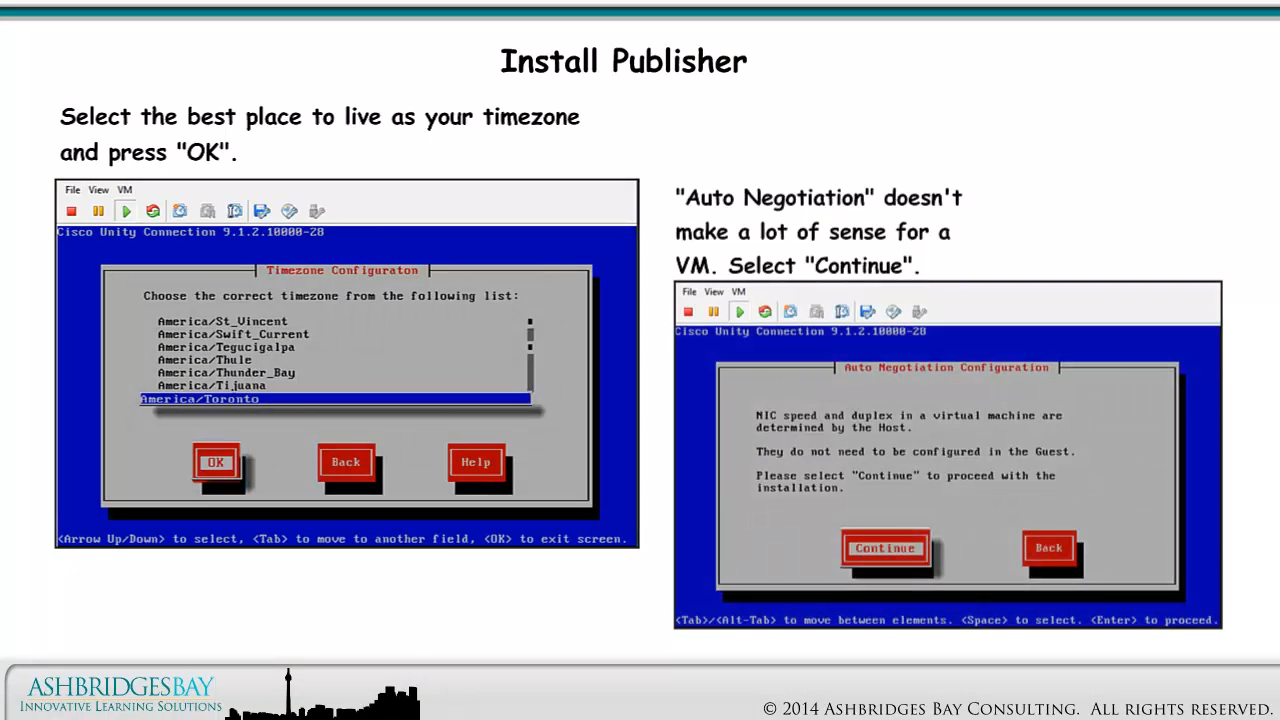 Install Publisher
Select the best place to live as your timezone
and press "OK".
File View VM
Cisco Unity Connection 9.1.2.10000-28
Timezone Configuraton
Choose the correct timezone from the following list:
America/St_Vincent
America/Swift_Current
America/Tegucigalpa
America/Thule
America/Thunder_Bay
America/Tijuana
America/Toronto
OK Back Help
<Arrow Up/Down> to select, <Tab> to move to another field, <OK> to exit screen.
"Auto Negotiation" doesn't
make a lot of sense for a
VM. Select "Continue".
File View VM
Cisco Unity Connection 9.1.2.10000-28
Auto Negotiation Configuration
NIC speed and duplex in a virtual machine are
determined by the Host.
They do not need to be configured in the Guest.
Please select "Continue" to proceed with the
installation.
Continue Back
<Tab>/<Alt-Tab> to move between elements. <Space> to select. <Enter> to proceed.
ASHBRIDGESBAY
INNOVATIVE LEARNING SOLUTIONS
© 2014 ASHBRIDGES BAY CONSULTING. ALL RIGHTS RESERVED.